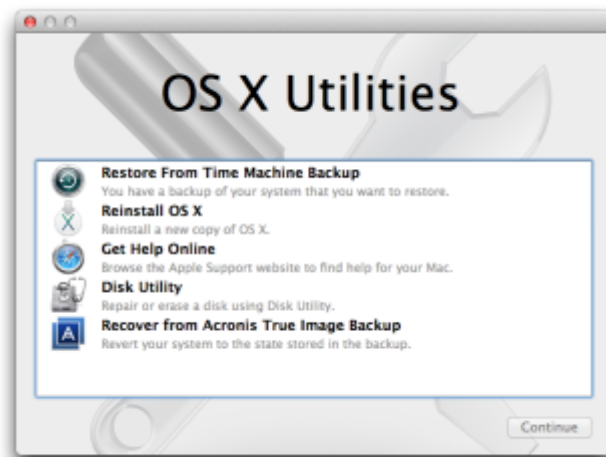 OS X Utilities
Restore From Time Machine Backup
You have a backup of your system that you want to restore.
Reinstall OS X
Reinstall a new copy of OS X.
Get Help Online
Browse the Apple Support website to find help for your Mac.
Disk Utility
Repair or erase a disk using Disk Utility.
Recover from Acronis True Image Backup
Revert your system to the state stored in the backup.
Continue